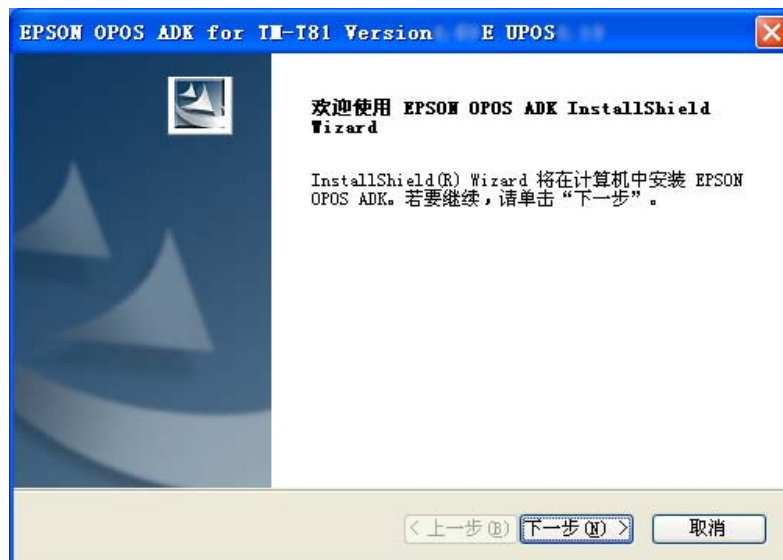 EPSON OPOS ADK for TM-T81 Version E UPOS
欢迎使用 EPSON OPOS ADK InstallShield
Wizard
InstallShield(R) Wizard 将在计算机中安装 EPSON
OPOS ADK。若要继续，请单击“下一步”。
< 上一步(B) 下一步(N) > 取消